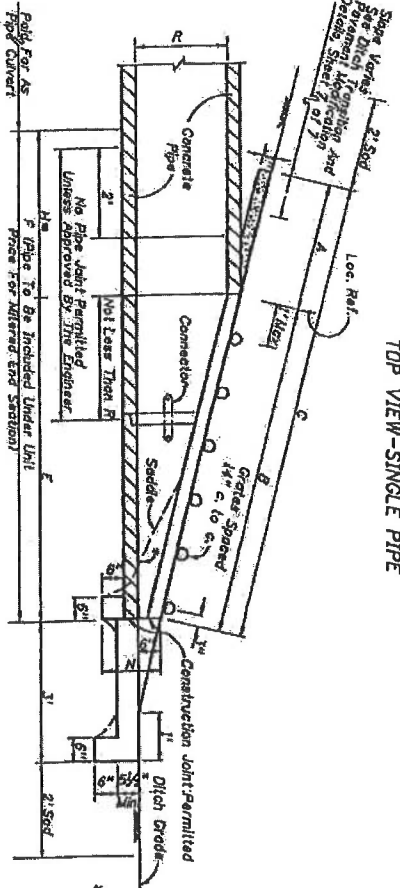 TOP VIEW-SINGLE PIPE
Slope Varies
See Ditch Transition And
Pavement Modification
Details, Sheet 7 of 7
2' Sod
Loc. Ref.
A
C
B
R
Concrete
Pipe
Connector
Grates Spaced
Saddle
Construction Joint Permitted
2'
No Pipe Joint Permitted
Unless Approved By The Engineer
Not Less Than R
6"
6"
N
1'
6"
6"
Min.
Ditch Grade
Paid For As
Pipe Culvert
E
3'
2' Sod
F (Pipe To Be Included Under Unit
Price For Mitered End Section)